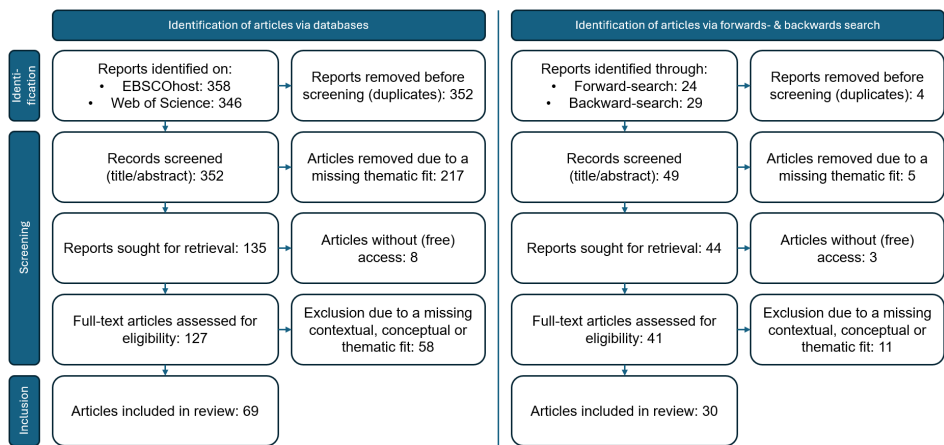 Identification of articles via databases
Identi-
fication
Reports identified on:
• EBSCOhost: 358
• Web of Science: 346
Reports removed before
screening (duplicates): 352
Screening
Records screened
(title/abstract): 352
Articles removed due to a
missing thematic fit: 217
Reports sought for retrieval: 135
Articles without (free)
access: 8
Full-text articles assessed for
eligibility: 127
Exclusion due to a missing
contextual, conceptual or
thematic fit: 58
Inclusion
Articles included in review: 69
Identification of articles via forwards- & backwards search
Reports identified through:
• Forward-search: 24
• Backward-search: 29
Reports removed before
screening (duplicates): 4
Records screened
(title/abstract): 49
Articles removed due to a
missing thematic fit: 5
Reports sought for retrieval: 44
Articles without (free)
access: 3
Full-text articles assessed for
eligibility: 41
Exclusion due to a missing
contextual, conceptual or
thematic fit: 11
Articles included in review: 30